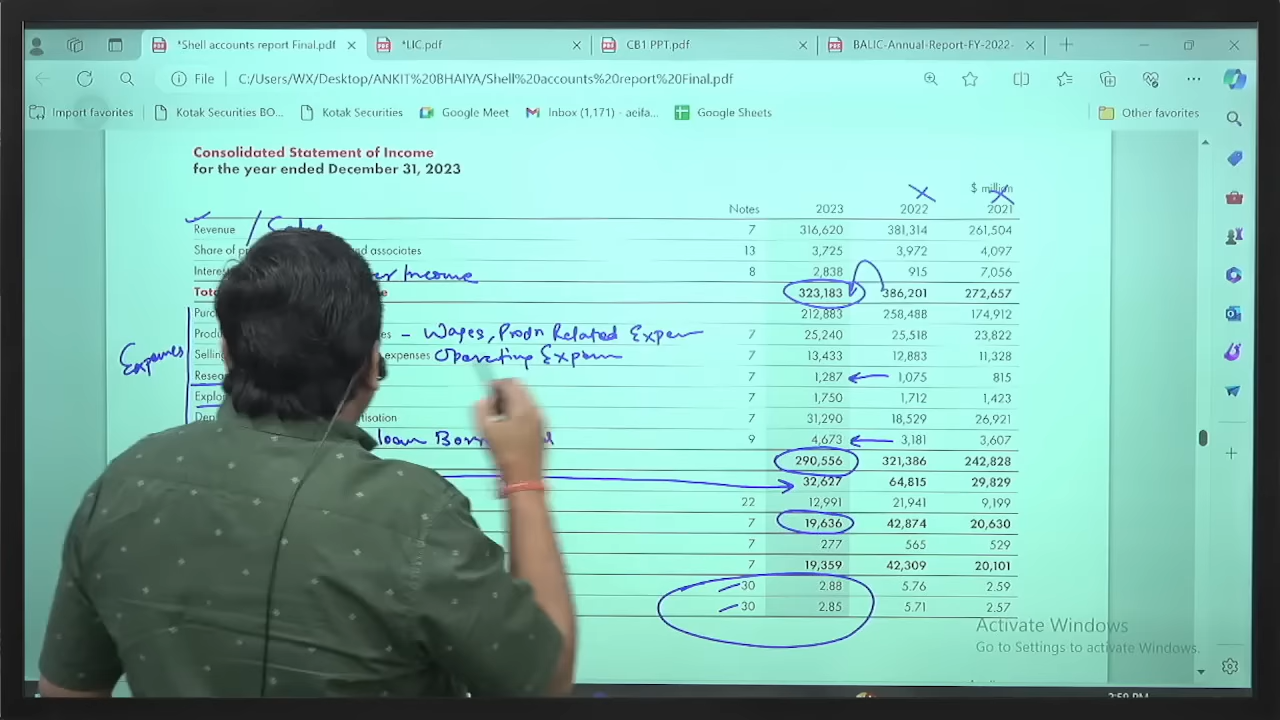 *Shell accounts report Final.pdf
*LIC.pdf
CB1 PPT.pdf
BALIC-Annual-Report-FY-2022-
File C:/Users/WX/Desktop/ANKIT%20BHAIYA/Shell%20accounts%20report%20Final.pdf
Import favorites Kotak Securities BO... Kotak Securities Google Meet Inbox (1,171) - acifa... Google Sheets Other favorites
Consolidated Statement of Income
for the year ended December 31, 2023
$ million
Notes 2023 2022 2021
Revenue / 7 316,620 381,314 261,504
Share of and associates 13 3,725 3,972 4,097
Income 8 2,838 915 7,056
323,183 386,201 272,657
212,883 258,488 174,912
- Wages, Prodn Related Expen 7 25,240 25,518 23,822
Expenses
expenses Operating Expen 7 13,433 12,883 11,328
7 1,287 1,075 815
7 1,750 1,712 1,423
31,290 18,529 26,921
loan 9 4,673 3,181 3,607
290,556 321,386 242,828
32,627 64,815 29,829
22 12,991 21,941 9,199
7 19,636 42,874 20,630
7 277 565 529
7 19,359 42,309 20,101
30 2.88 5.76 2.59
30 2.85 5.71 2.57
Activate Windows
Go to Settings to activate Windows.